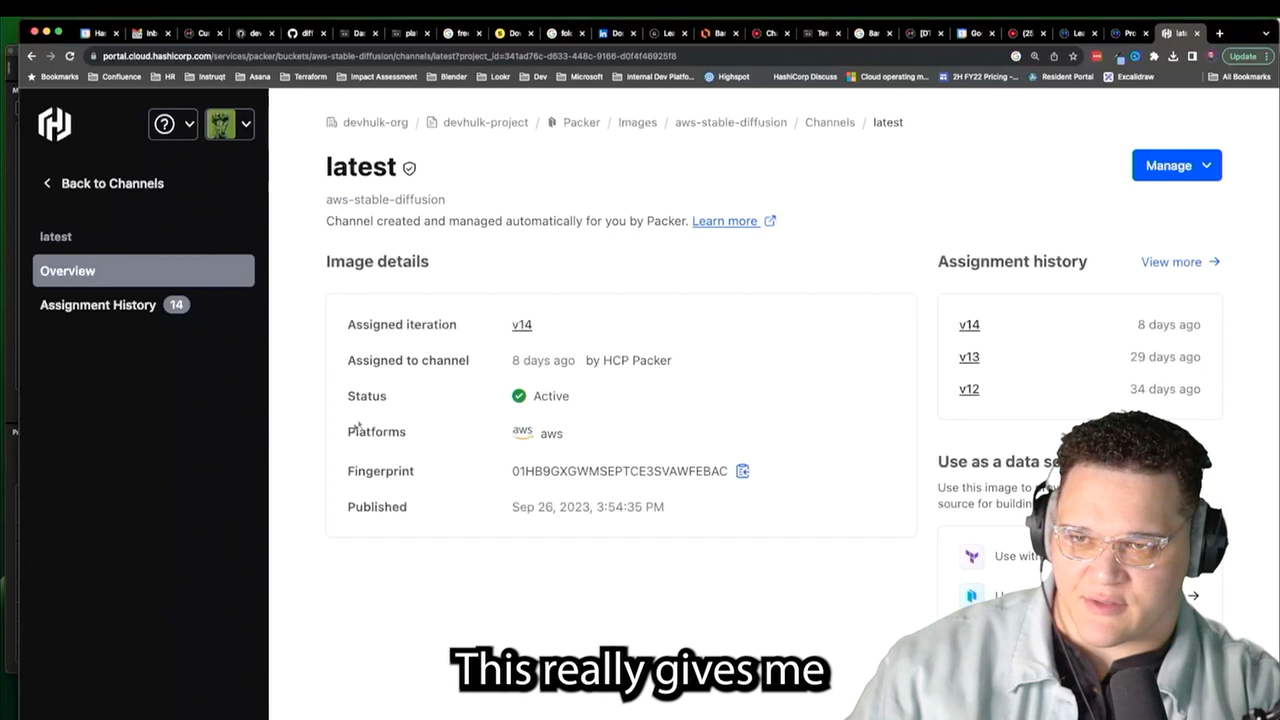 Update
portal.cloud.hashicorp.com/services/packer/buckets/aws-stable-diffusion/channels/latest?project_id=341ad76c-d633-448c-9166-d0f4f46925f8
Bookmarks Confluence HR Instruqt Asana Terraform Impact Assessment Blender Lookr Dev Microsoft Internal Dev Platfo... Highspot HashiCorp Discuss Cloud operating m... 2H FY22 Pricing -... Resident Portal Excalidraw All Bookmarks
devhulk-org / devhulk-project / Packer / Images / aws-stable-diffusion / Channels / latest
latest
Manage
Back to Channels
aws-stable-diffusion
Channel created and managed automatically for you by Packer. Learn more
latest
Overview
Assignment History 14
Image details
Assigned iteration v14
Assigned to channel 8 days ago by HCP Packer
Status Active
Platforms aws aws
Fingerprint 01HB9GXGWMSEPTCE3SVAWFEBAC
Published Sep 26, 2023, 3:54:35 PM
Assignment history View more
v14 8 days ago
v13 29 days ago
v12 34 days ago
Use as a data
Use this image to
source for building
Use with
This really gives me